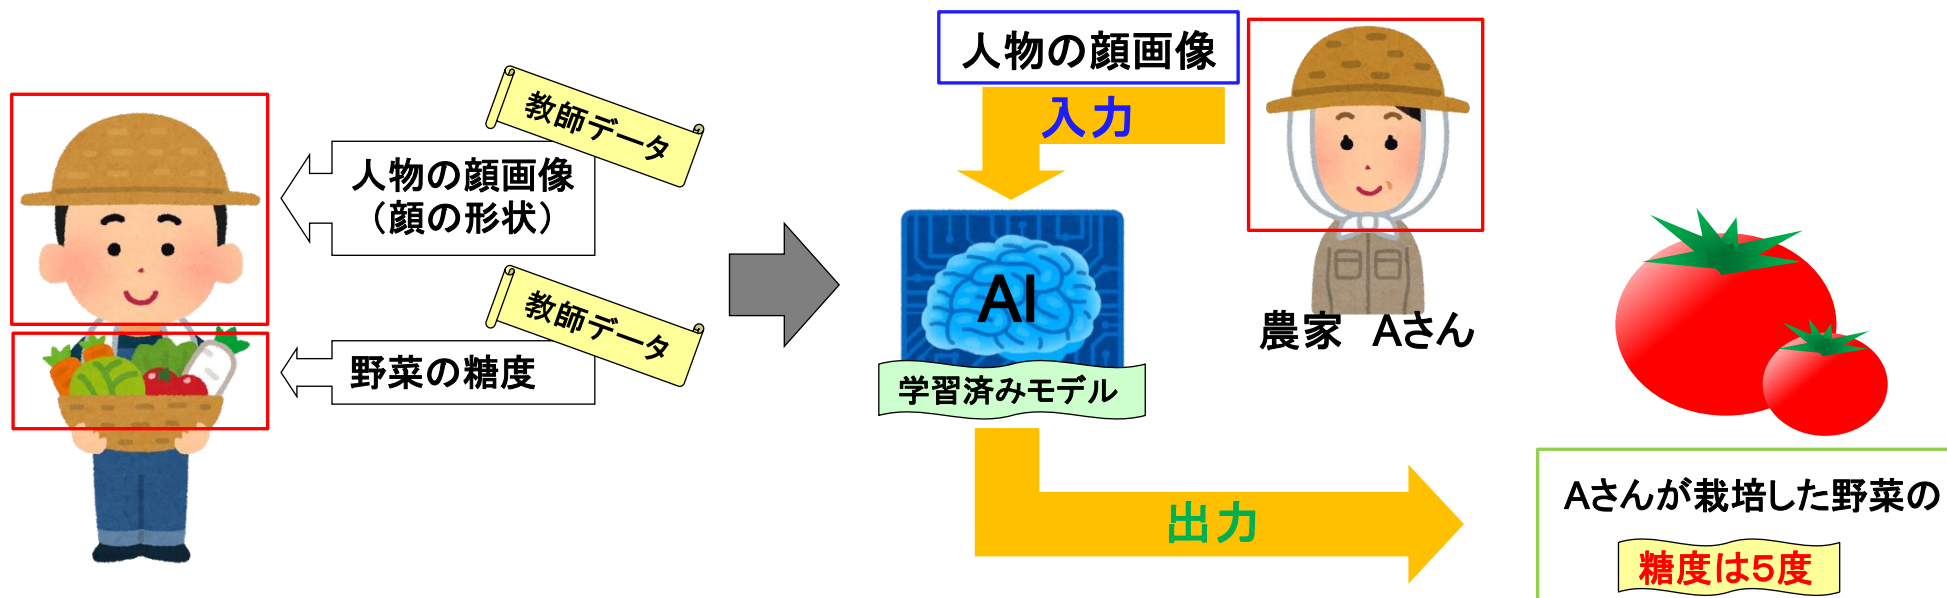 教師データ
人物の顔画像
(顔の形状)
教師データ
野菜の糖度
人物の顔画像
入力
AI
学習済みモデル
農家 Aさん
出力
Aさんが栽培した野菜の
糖度は5度